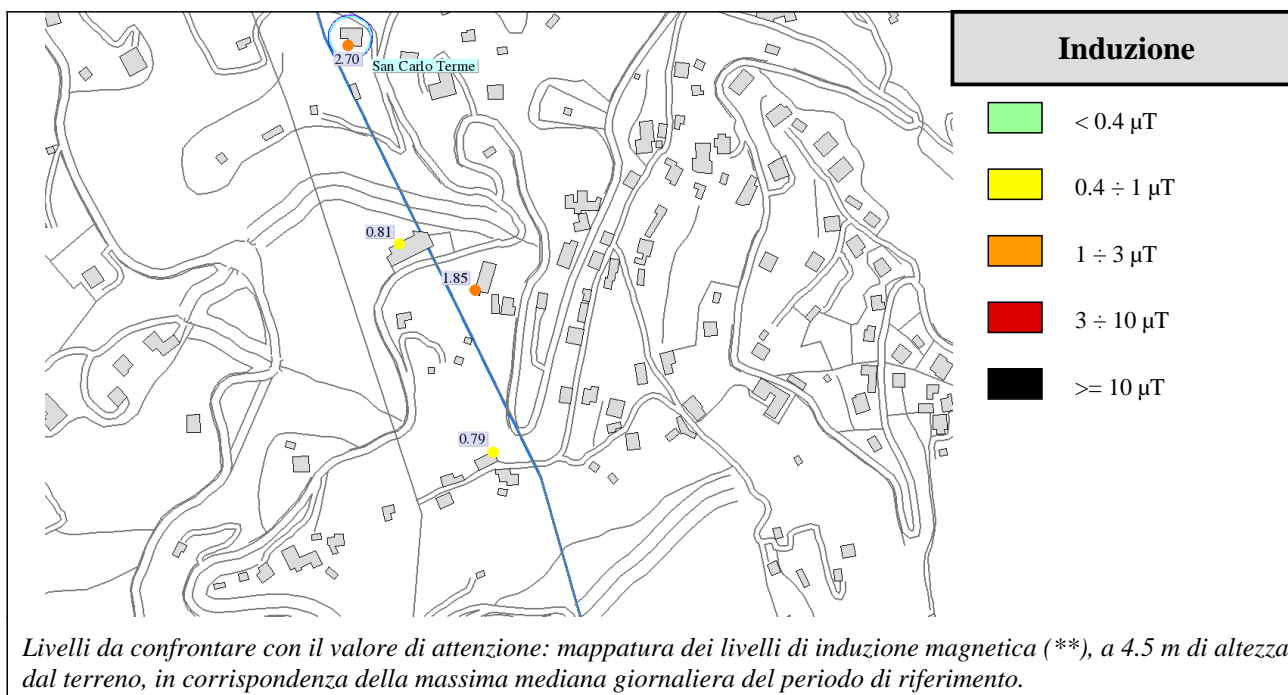 2.70
San Carlo Terme
0.81
1.85
0.79
Induzione
< 0.4 µT
0.4 ÷ 1 µT
1 ÷ 3 µT
3 ÷ 10 µT
>= 10 µT
Livelli da confrontare con il valore di attenzione: mappatura dei livelli di induzione magnetica (**), a 4.5 m di altezza
dal terreno, in corrispondenza della massima mediana giornaliera del periodo di riferimento.